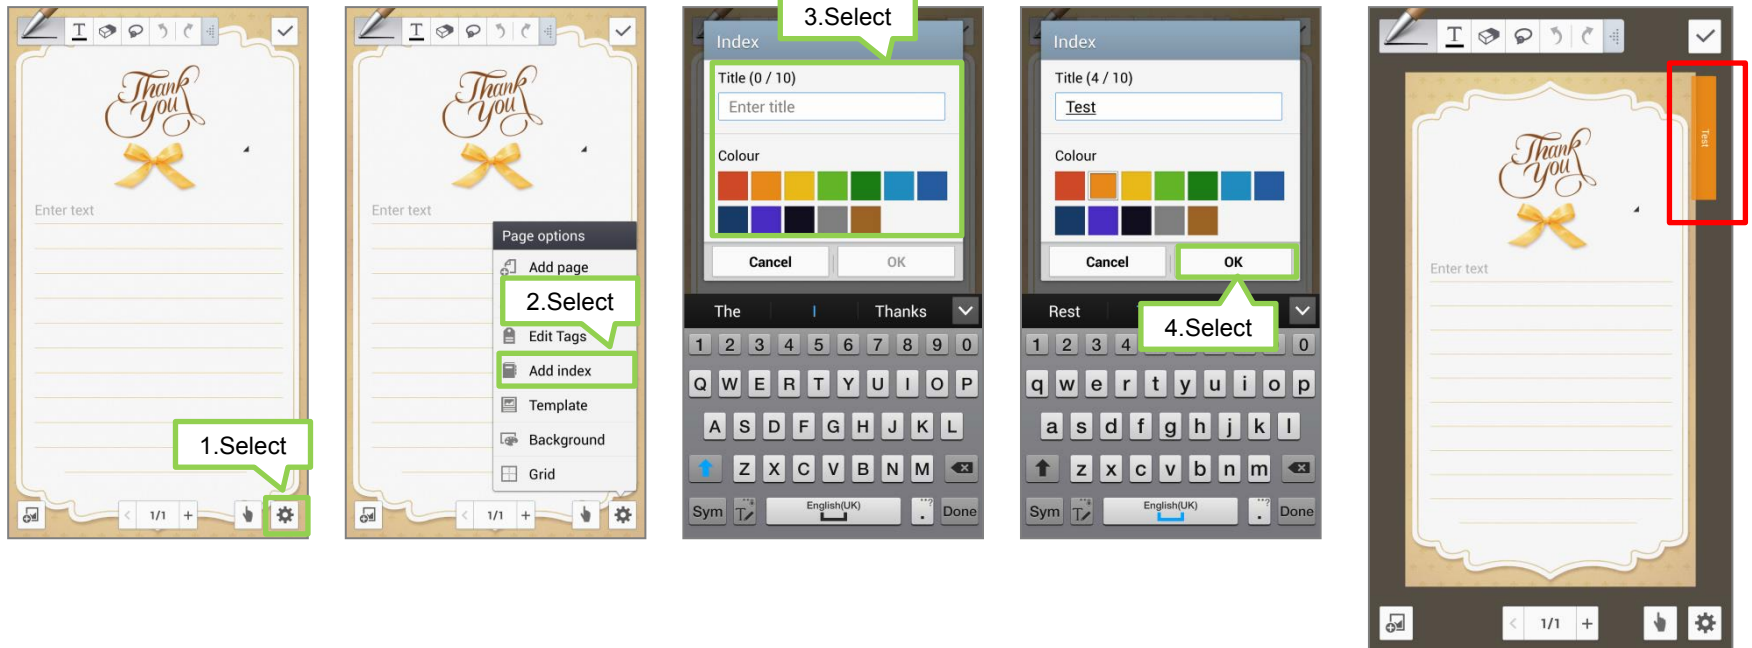 Thank
You
Enter text
1.Select
1/1
Thank
You
Enter text
Page options
Add page
2.Select
Edit Tags
Add index
Template
Background
Grid
1/1
3.Select
Index
Title (0 / 10)
Enter title
Colour
Cancel OK
The I Thanks
1 2 3 4 5 6 7 8 9 0
Q W E R T Y U I O P
A S D F G H J K L
Z X C V B N M
Sym English(UK) . Done
Index
Title (4 / 10)
Test
Colour
Cancel OK
Rest
4.Select
1 2 3 4 0
q w e r t y u i o p
a s d f g h j k l
z x c v b n m
Sym English(UK) . Done
Test
Thank
You
Enter text
1/1